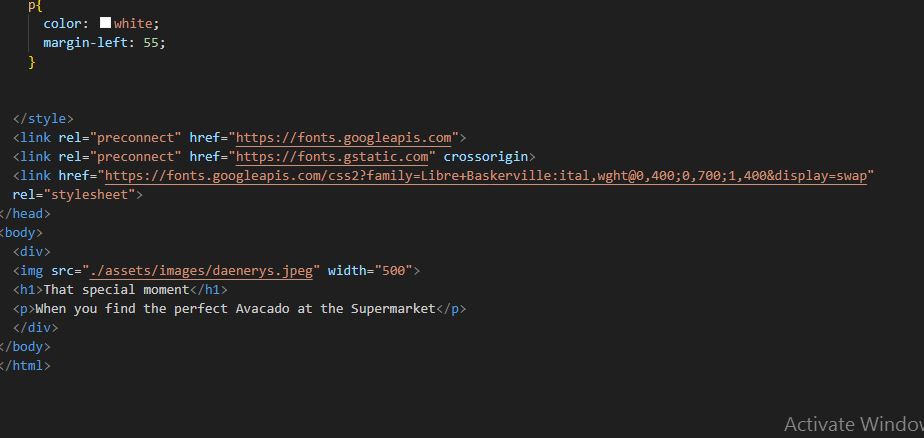 p{
color: white;
margin-left: 55;
}
</style>
<link rel="preconnect" href="https://fonts.googleapis.com">
<link rel="preconnect" href="https://fonts.gstatic.com" crossorigin>
<link href="https://fonts.googleapis.com/css2?family=Libre+Baskerville:ital,wght@0,400;0,700;1,400&display=swap"
rel="stylesheet">
</head>
<body>
<div>
<img src="./assets/images/daenerys.jpeg" width="500">
<h1>That special moment</h1>
<p>When you find the perfect Avacado at the Supermarket</p>
</div>
</body>
</html>
Activate Window